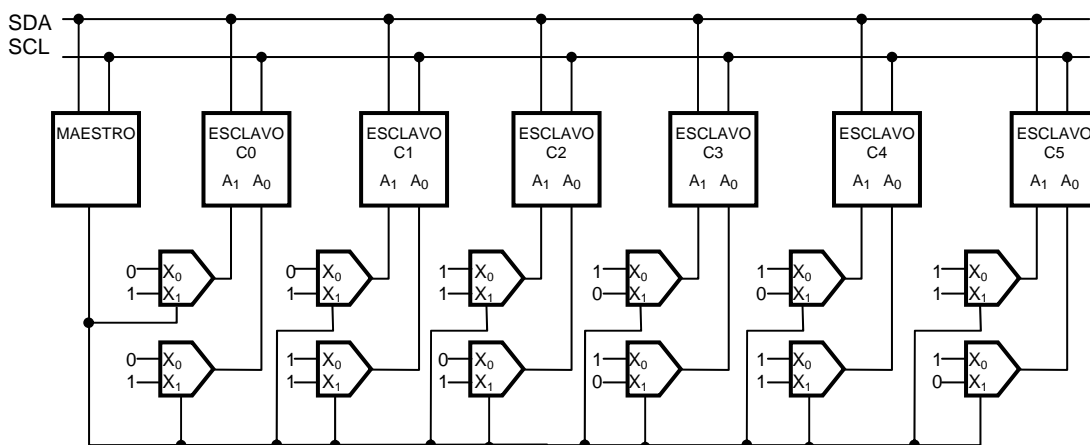 SDA
SCL
MAESTRO
ESCLAVO
C0
A1 A0
ESCLAVO
C1
A1 A0
ESCLAVO
C2
A1 A0
ESCLAVO
C3
A1 A0
ESCLAVO
C4
A1 A0
ESCLAVO
C5
A1 A0
0 X0
1 X1
0 X0
1 X1
1 X0
1 X1
1 X0
0 X1
1 X0
0 X1
1 X0
1 X1
0 X0
1 X1
1 X0
1 X1
0 X0
1 X1
1 X0
0 X1
1 X0
1 X1
1 X0
0 X1